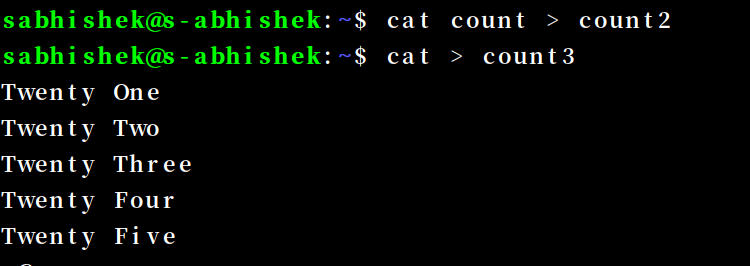 sabhishek@s-abhishek:~$ cat count > count2
sabhishek@s-abhishek:~$ cat > count3
Twenty One
Twenty Two
Twenty Three
Twenty Four
Twenty Five